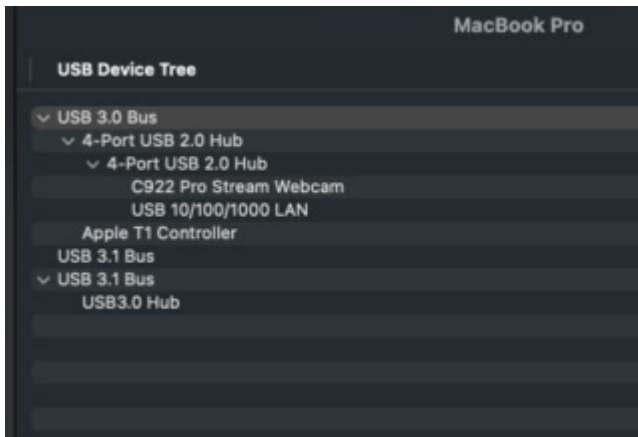 MacBook Pro
USB Device Tree
USB 3.0 Bus
4-Port USB 2.0 Hub
4-Port USB 2.0 Hub
C922 Pro Stream Webcam
USB 10/100/1000 LAN
Apple T1 Controller
USB 3.1 Bus
USB 3.1 Bus
USB3.0 Hub